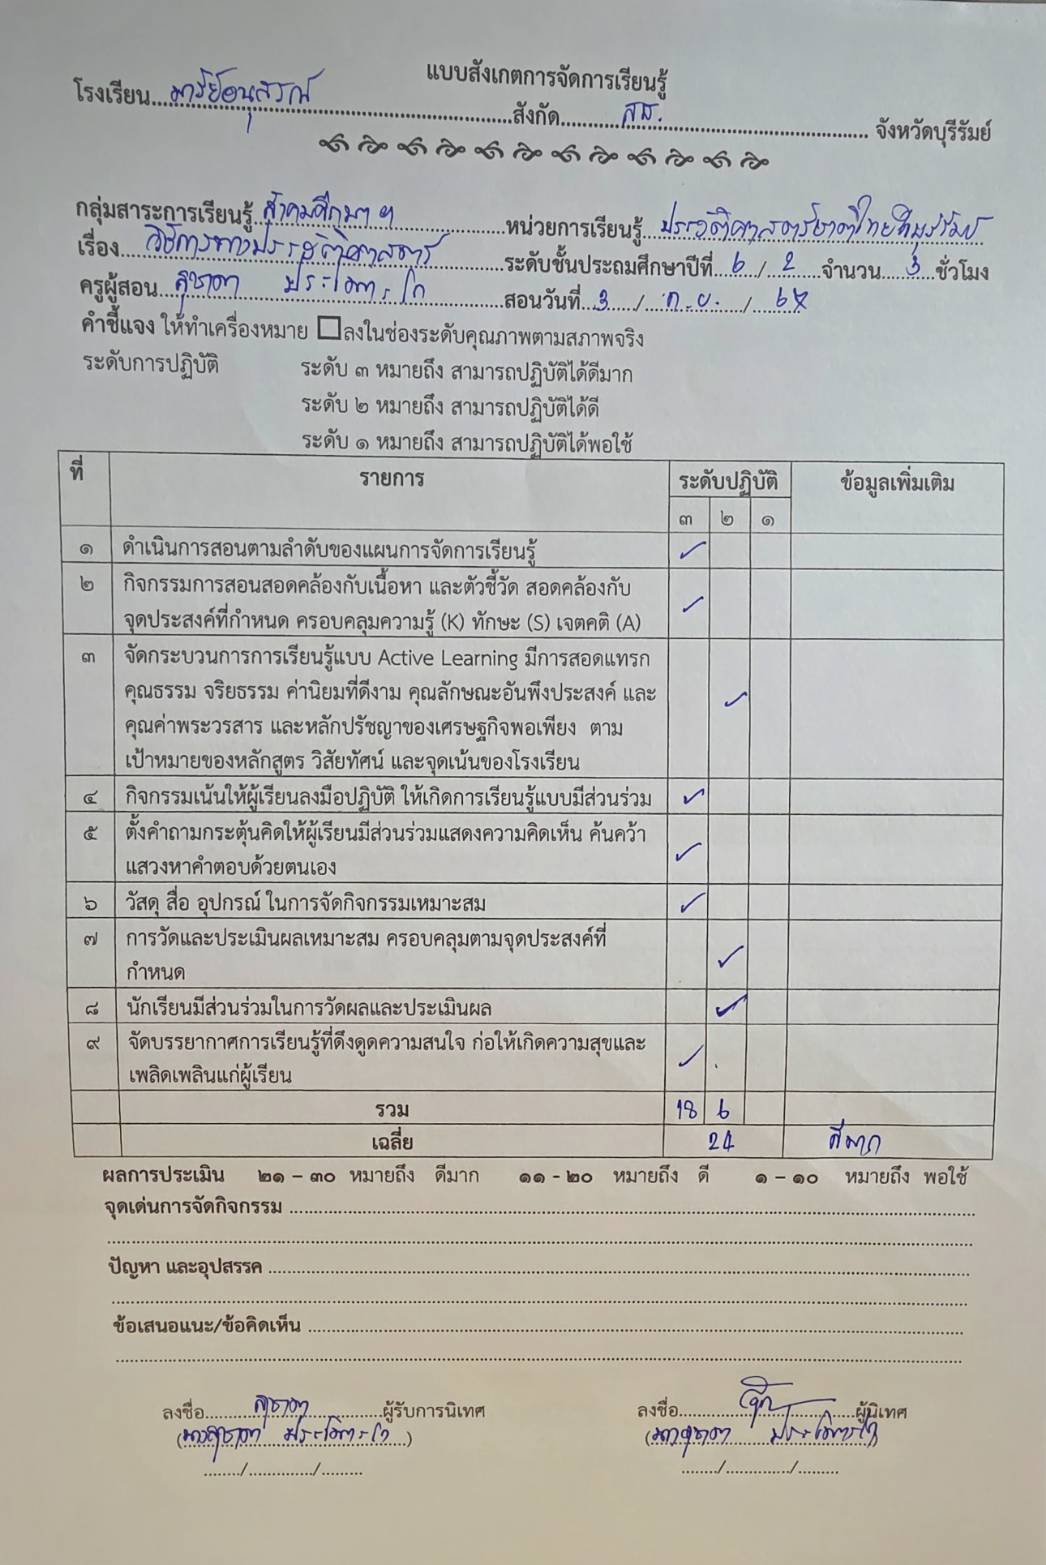 แบบสังเกตการจัดการเรียนรู้
โรงเรียน....มารีย์อนุสรณ์....สังกัด....สช.....จังหวัดบุรีรัมย์
กลุ่มสาระการเรียนรู้ สังคมศึกษาฯ หน่วยการเรียนรู้ ประวัติศาสตร์ชาติไทย
เรื่อง วิธีการทางประวัติศาสตร์ ระดับชั้นประถมศึกษาปีที่ 6 / 2 จำนวน 3 ชั่วโมง
ครูผู้สอน สุชาดา สอนวันที่ 3 / ก.ย. /
คำชี้แจง ให้ทำเครื่องหมาย ☐ลงในช่องระดับคุณภาพตามสภาพจริง
ระดับการปฏิบัติ ระดับ ๓ หมายถึง สามารถปฏิบัติได้ดีมาก
ระดับ ๒ หมายถึง สามารถปฏิบัติได้ดี
ระดับ ๑ หมายถึง สามารถปฏิบัติได้พอใช้
ที่ รายการ ระดับปฏิบัติ ข้อมูลเพิ่มเติม
๓ ๒ ๑
๑ ดำเนินการสอนตามลำดับของแผนการจัดการเรียนรู้ ✓
๒ กิจกรรมการสอนสอดคล้องกับเนื้อหา และตัวชี้วัด สอดคล้องกับ
จุดประสงค์ที่กำหนด ครอบคลุมความรู้ (K) ทักษะ (S) เจตคติ (A) ✓
๓ จัดกระบวนการการเรียนรู้แบบ Active Learning มีการสอดแทรก
คุณธรรม จริยธรรม ค่านิยมที่ดีงาม คุณลักษณะอันพึงประสงค์ และ ✓
คุณค่าพระวรสาร และหลักปรัชญาของเศรษฐกิจพอเพียง ตาม
เป้าหมายของหลักสูตร วิสัยทัศน์ และจุดเน้นของโรงเรียน
๔ กิจกรรมเน้นให้ผู้เรียนลงมือปฏิบัติ ให้เกิดการเรียนรู้แบบมีส่วนร่วม ✓
๕ ตั้งคำถามกระตุ้นคิดให้ผู้เรียนมีส่วนร่วมแสดงความคิดเห็น ค้นคว้า
แสวงหาคำตอบด้วยตนเอง ✓
๖ วัสดุ สื่อ อุปกรณ์ ในการจัดกิจกรรมเหมาะสม ✓
๗ การวัดและประเมินผลเหมาะสม ครอบคลุมตามจุดประสงค์ที่
กำหนด ✓
๘ นักเรียนมีส่วนร่วมในการวัดผลและประเมินผล ✓
๙ จัดบรรยากาศการเรียนรู้ที่ดึงดูดความสนใจ ก่อให้เกิดความสุขและ
เพลิดเพลินแก่ผู้เรียน ✓
รวม 18 6
เฉลี่ย 24 ดีมาก
ผลการประเมิน ๒๑ – ๓๐ หมายถึง ดีมาก ๑๑ - ๒๐ หมายถึง ดี ๑ – ๑๐ หมายถึง พอใช้
จุดเด่นการจัดกิจกรรม
ปัญหา และอุปสรรค
ข้อเสนอแนะ/ข้อคิดเห็น
ลงชื่อ สุชาดา ผู้รับการนิเทศ ลงชื่อ ผู้นิเทศ